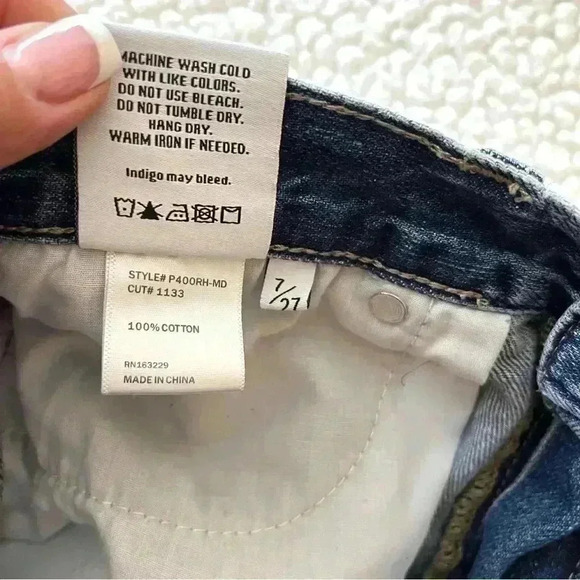 MACHINE WASH COLD
WITH LIKE COLORS.
DO NOT USE BLEACH.
DO NOT TUMBLE DRY.
HANG DRY.
WARM IRON IF NEEDED.
Indigo may bleed.
STYLE# P400RH-MD
CUT# 1133
100% COTTON
RN163229
MADE IN CHINA
7/27